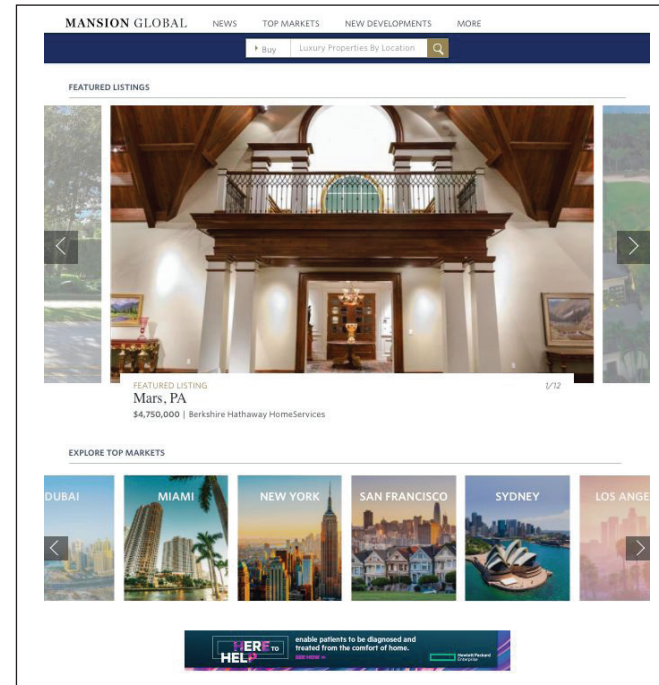 MANSION GLOBAL NEWS TOP MARKETS NEW DEVELOPMENTS MORE
Buy Luxury Properties By Location
FEATURED LISTINGS
FEATURED LISTING 1/12
Mars, PA
$4,750,000 | Berkshire Hathaway HomeServices
EXPLORE TOP MARKETS
DUBAI MIAMI NEW YORK SAN FRANCISCO SYDNEY LOS ANGE
HERE TO
HELP
enable patients to be diagnosed and
treated from the comfort of home.
SEE HOW
Hewlett Packard
Enterprise